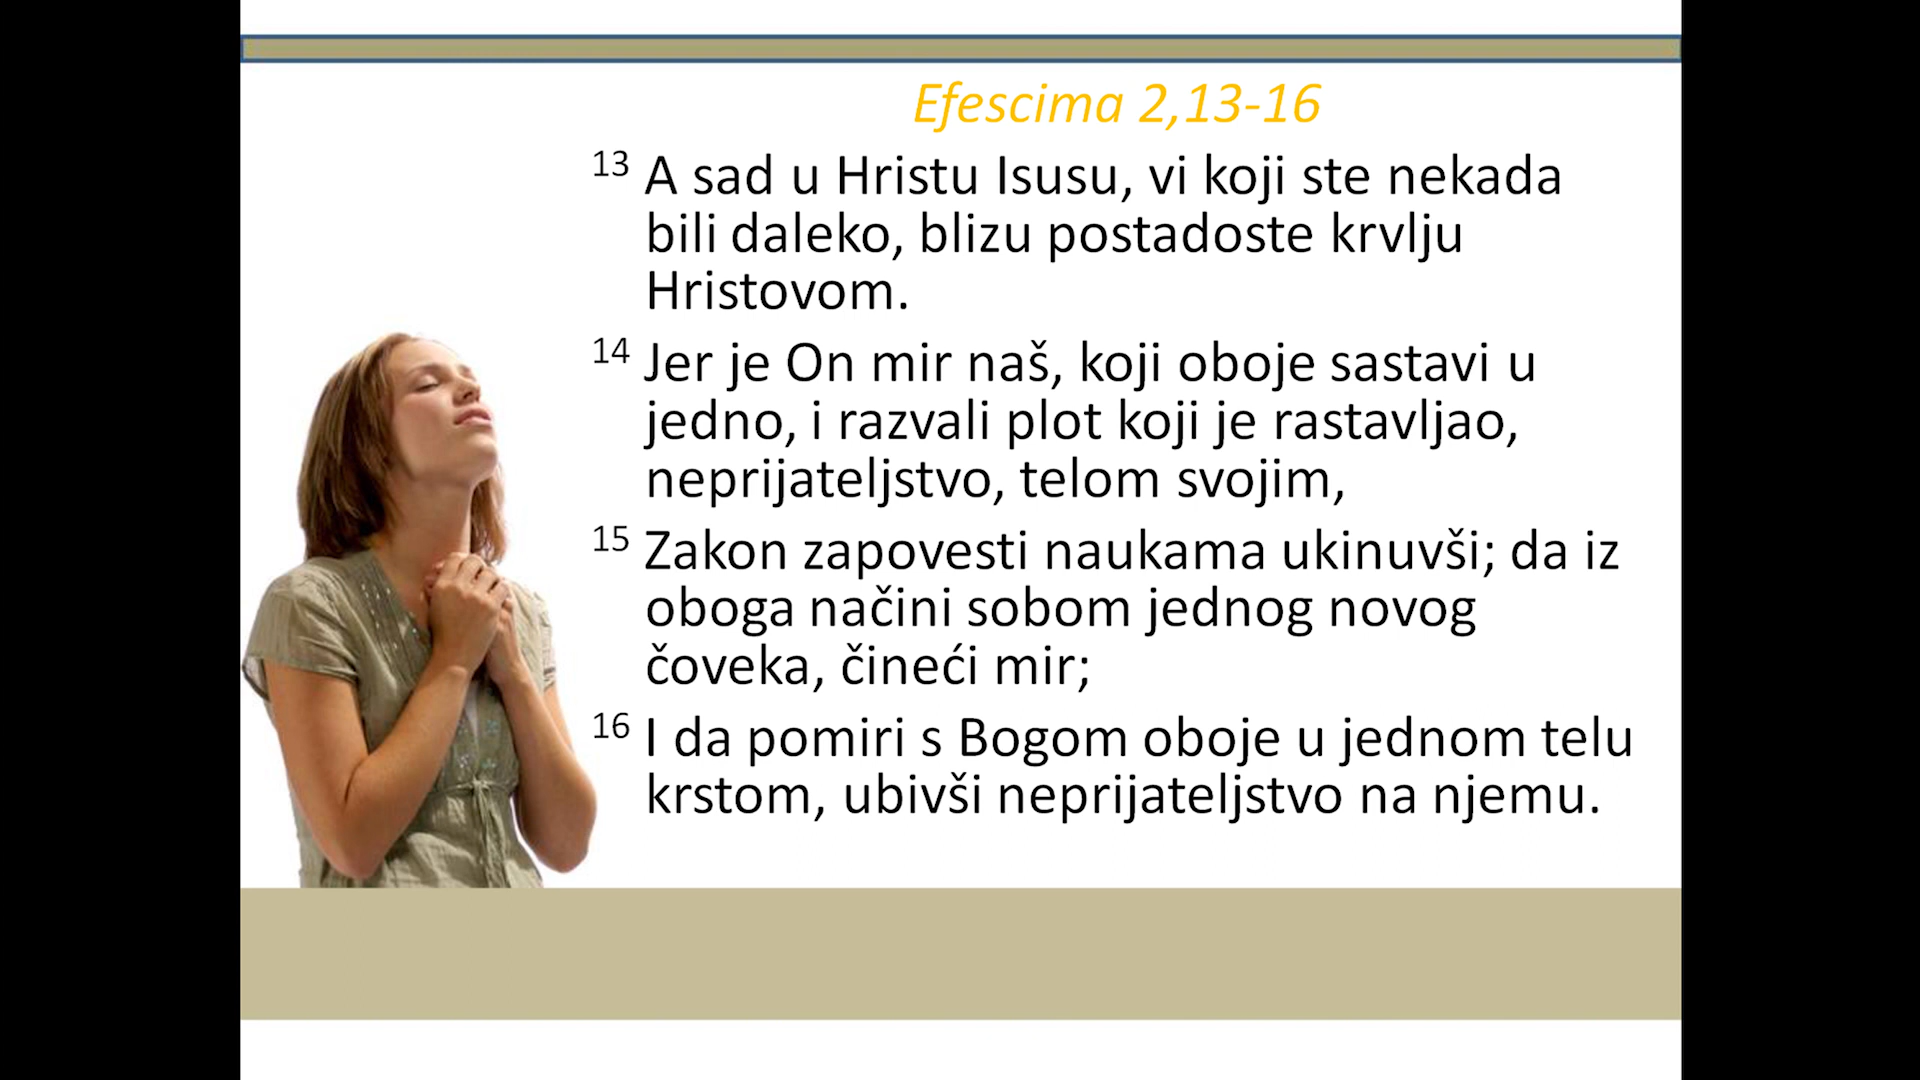 Efescima 2,13-16
13 A sad u Hristu Isusu, vi koji ste nekada
bili daleko, blizu postadoste krvlju
Hristovom.
14 Jer je On mir naš, koji oboje sastavi u
jedno, i razvali plot koji je rastavljao,
neprijateljstvo, telom svojim,
15 Zakon zapovesti naukama ukinuvši; da iz
oboga načini sobom jednog novog
čoveka, čineći mir;
16 I da pomiri s Bogom oboje u jednom telu
krstom, ubivši neprijateljstvo na njemu.